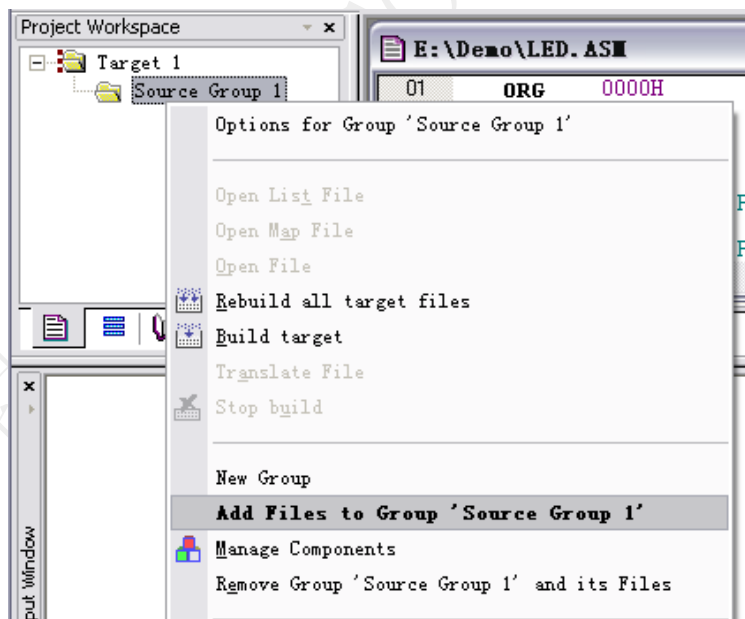 Project Workspace
Target 1
Source Group 1
E:\Demo\LED.ASM
01 ORG 0000H
Options for Group 'Source Group 1'
Open List File
Open Map File
Open File
Rebuild all target files
Build target
Translate File
Stop build
New Group
Add Files to Group 'Source Group 1'
Manage Components
Remove Group 'Source Group 1' and its Files
put Window